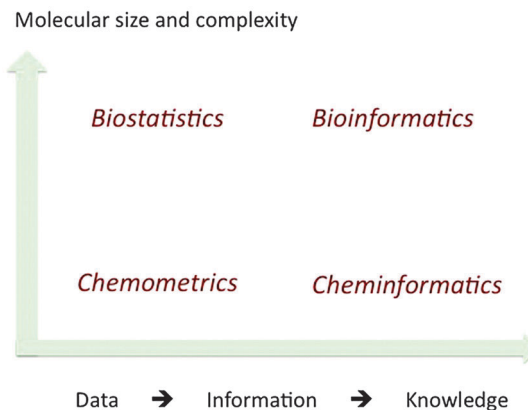 Molecular size and complexity
Biostatistics Bioinformatics
Chemometrics Cheminformatics
Data ➔ Information ➔ Knowledge